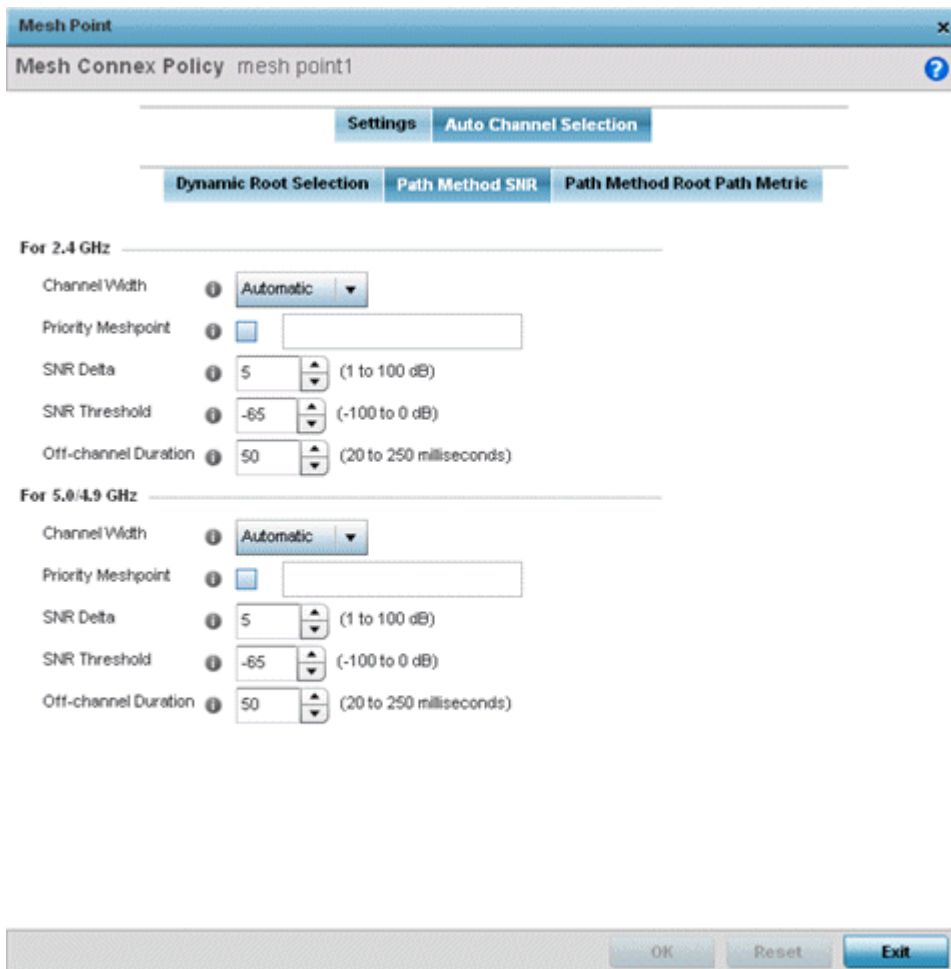 Mesh Point
Mesh Connex Policy mesh point1
Settings Auto Channel Selection
Dynamic Root Selection Path Method SNR Path Method Root Path Metric
For 2.4 GHz
Channel Width Automatic
Priority Meshpoint
SNR Delta 5 (1 to 100 dB)
SNR Threshold -65 (-100 to 0 dB)
Off-channel Duration 50 (20 to 250 milliseconds)
For 5.0/4.9 GHz
Channel Width Automatic
Priority Meshpoint
SNR Delta 5 (1 to 100 dB)
SNR Threshold -65 (-100 to 0 dB)
Off-channel Duration 50 (20 to 250 milliseconds)
OK Reset Exit